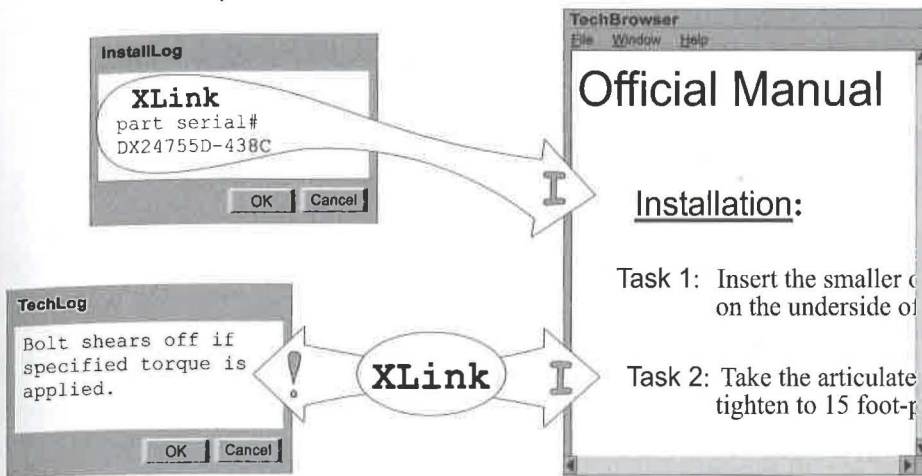 InstallLog
XLink
part serial#
DX24755D-438C
OK Cancel
I
TechBrowser
File Window Help
Official Manual
Installation:
Task 1: Insert the smaller
on the underside of
Task 2: Take the articulate
tighten to 15 foot-p
TechLog
Bolt shears off if
specified torque is
applied.
OK Cancel
!
XLink
I